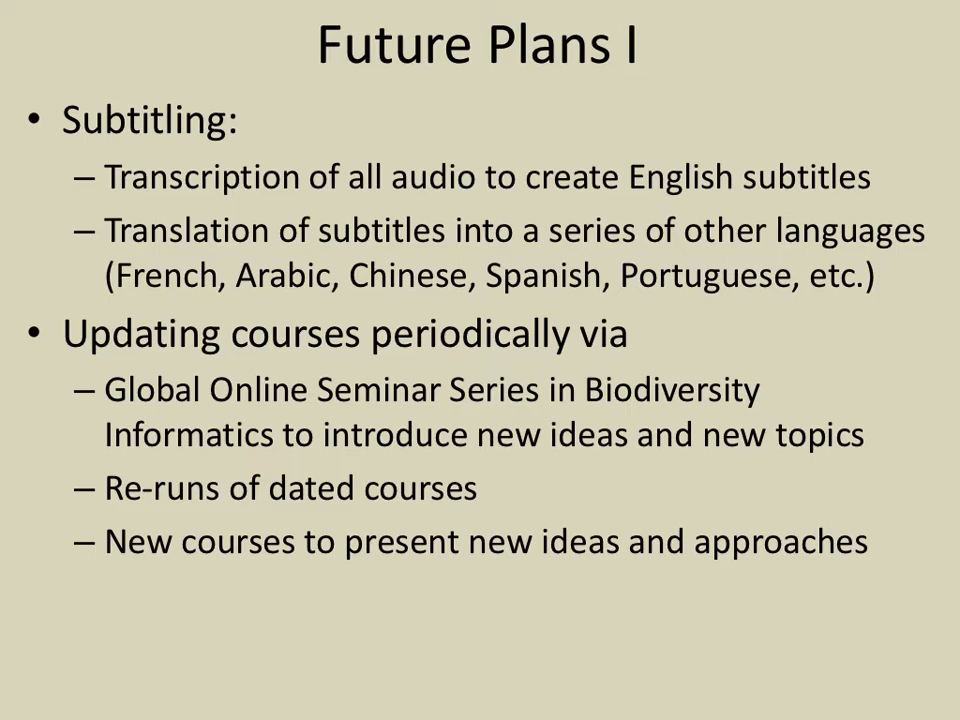 Future Plans I
• Subtitling:
– Transcription of all audio to create English subtitles
– Translation of subtitles into a series of other languages
(French, Arabic, Chinese, Spanish, Portuguese, etc.)
• Updating courses periodically via
– Global Online Seminar Series in Biodiversity
Informatics to introduce new ideas and new topics
– Re-runs of dated courses
– New courses to present new ideas and approaches